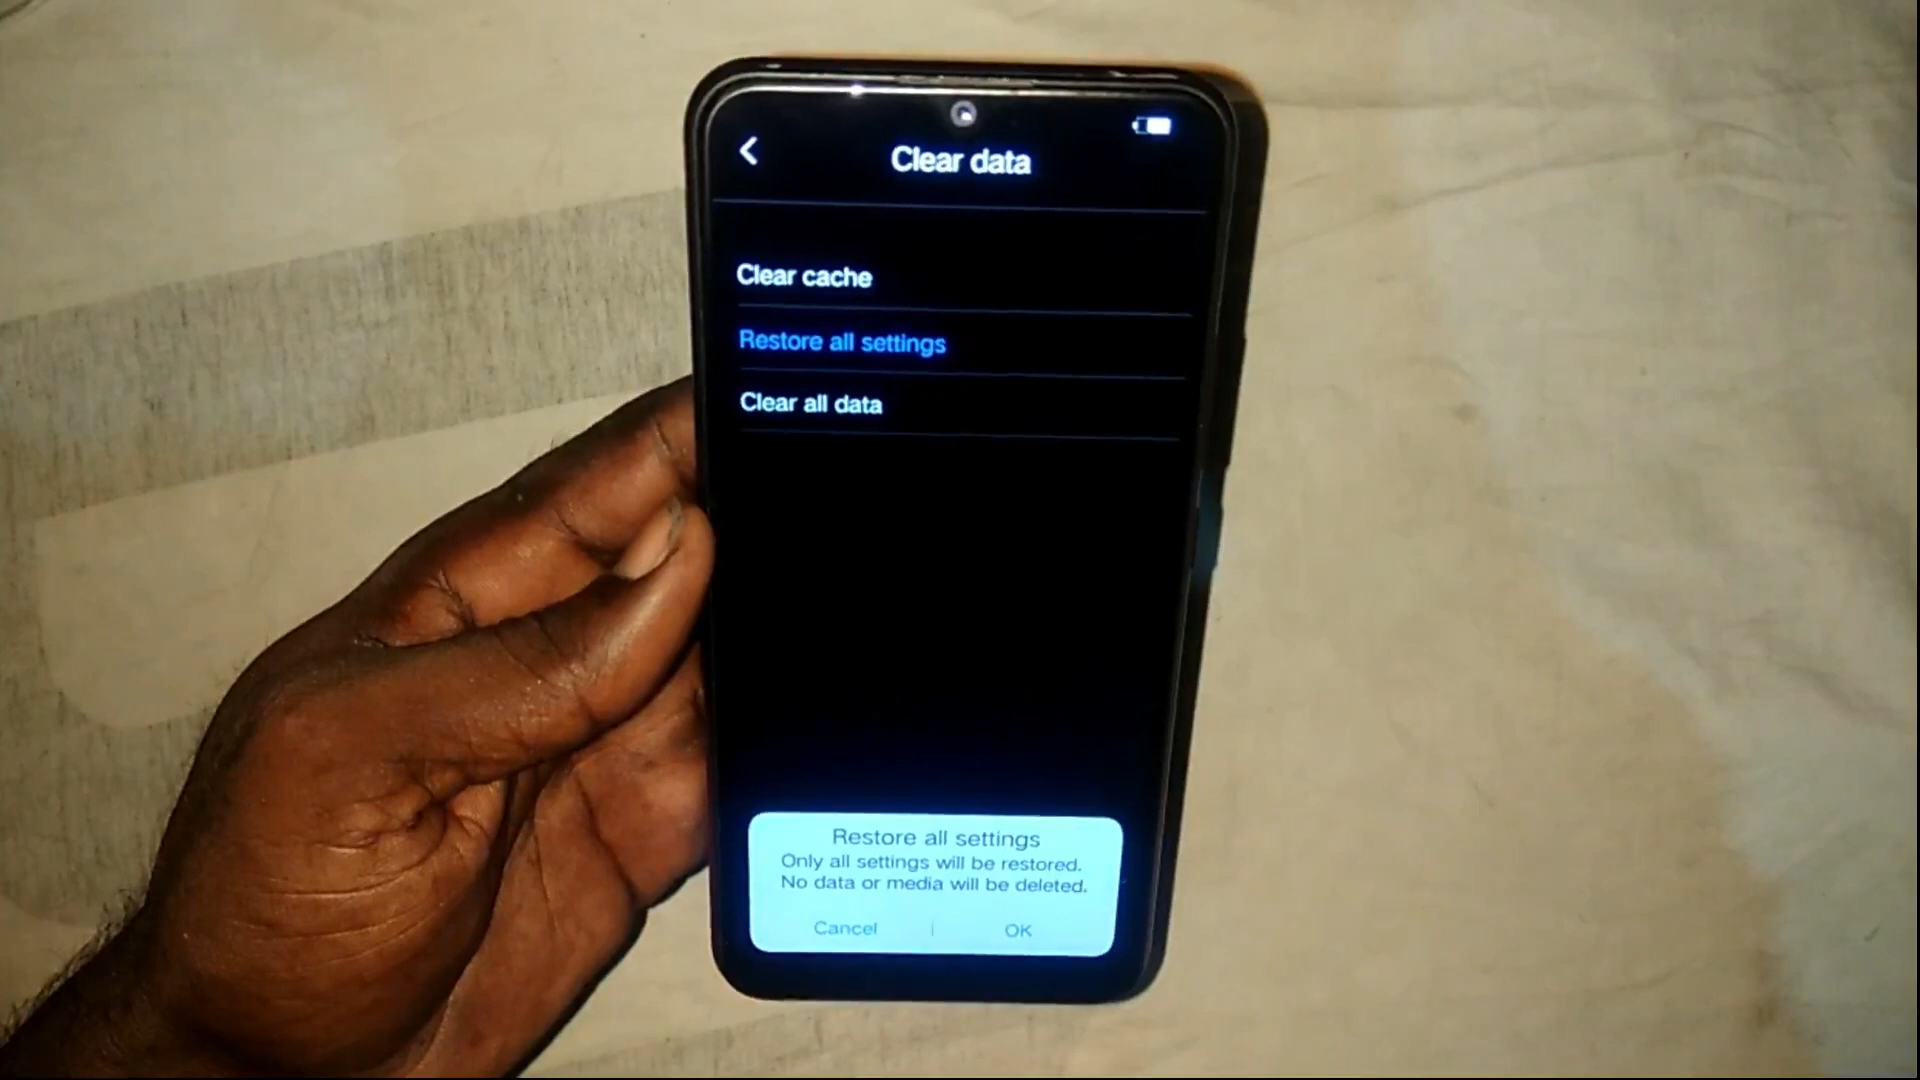 Clear data
Clear cache
Restore all settings
Clear all data
Restore all settings
Only all settings will be restored.
No data or media will be deleted.
Cancel
OK